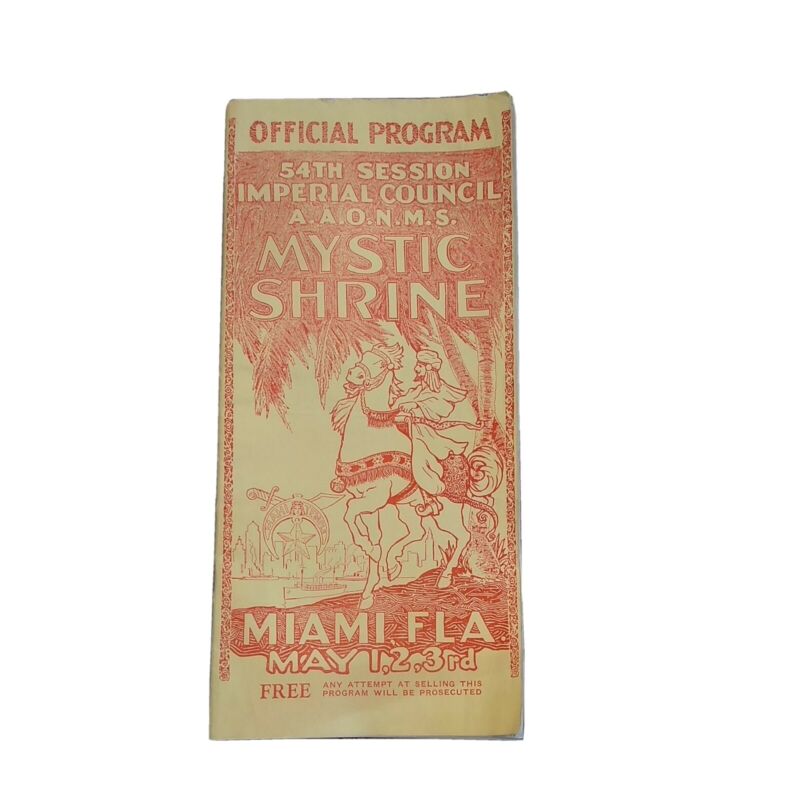 OFFICIAL PROGRAM
54TH SESSION
IMPERIAL COUNCIL
A.A.O.N.M.S.
MYSTIC
SHRINE
MIAMI FLA.
MAY 1,2,3rd
FREE ANY ATTEMPT AT SELLING THIS
PROGRAM WILL BE PROSECUTED